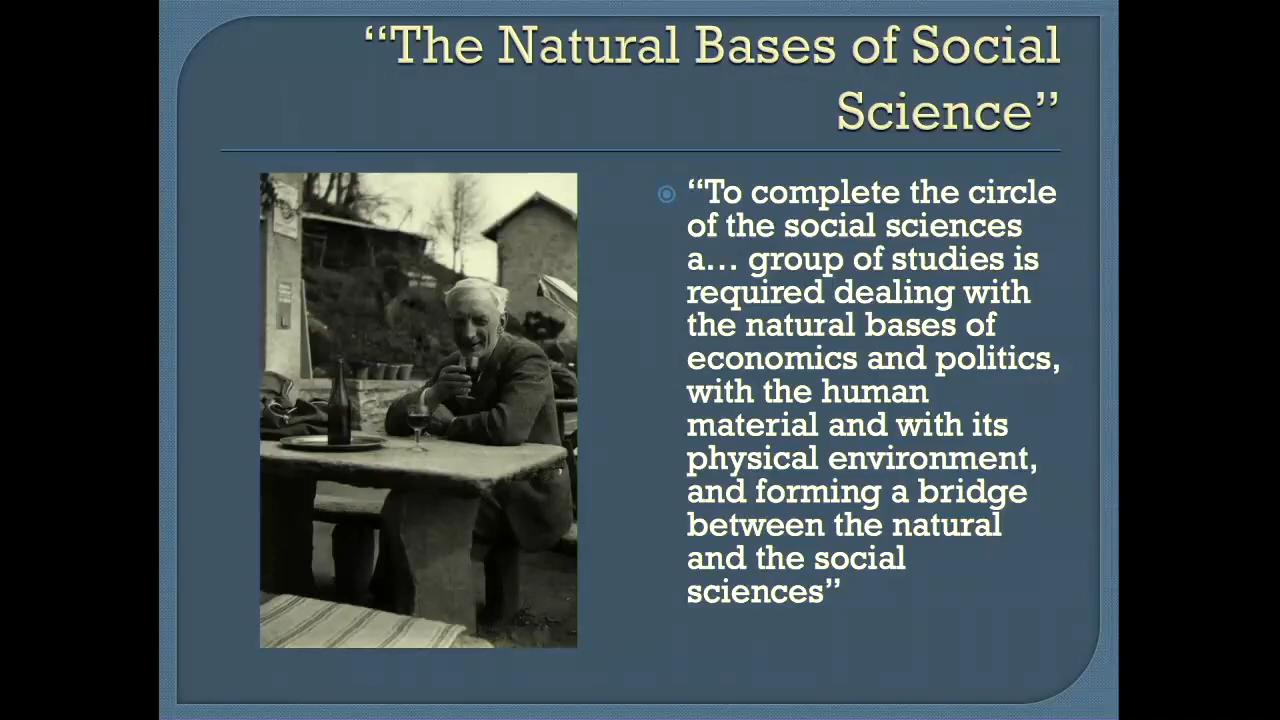 “The Natural Bases of Social
Science”
“To complete the circle
of the social sciences
a… group of studies is
required dealing with
the natural bases of
economics and politics,
with the human
material and with its
physical environment,
and forming a bridge
between the natural
and the social
sciences”